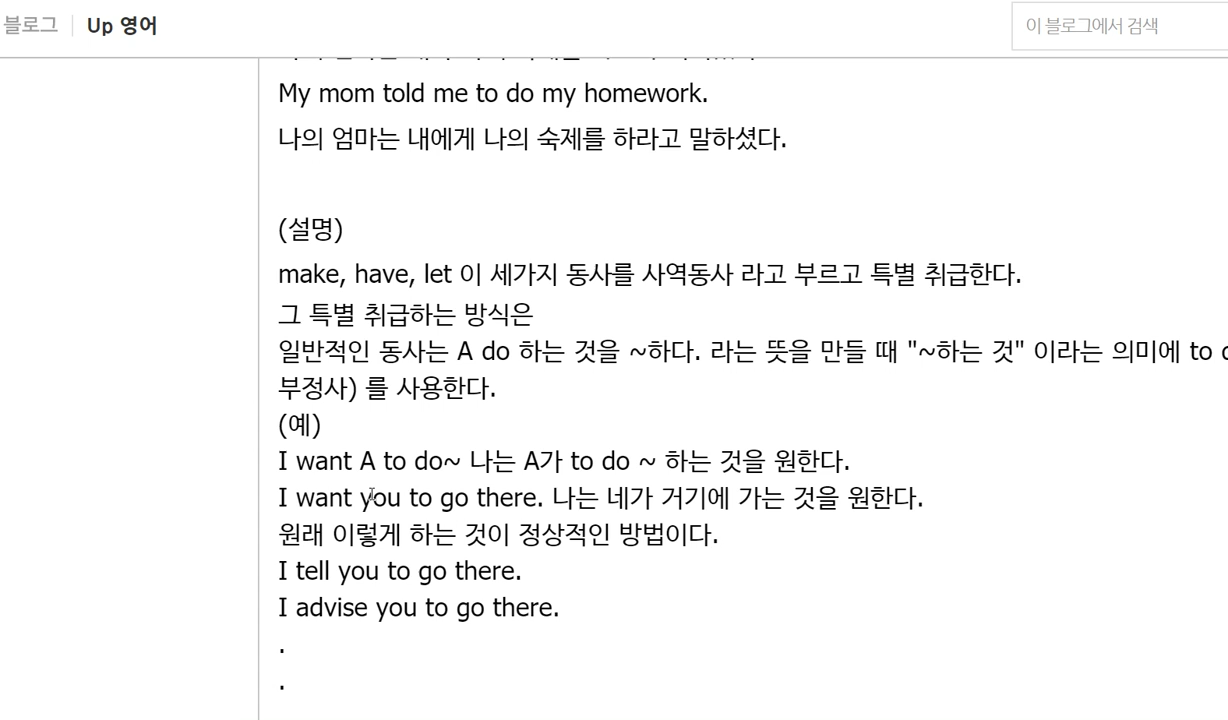 블로그 Up 영어 이 블로그에서 검색
My mom told me to do my homework.
나의 엄마는 내에게 나의 숙제를 하라고 말하셨다.
(설명)
make, have, let 이 세가지 동사를 사역동사 라고 부르고 특별 취급한다.
그 특별 취급하는 방식은
일반적인 동사는 A do 하는 것을 ~하다. 라는 뜻을 만들 때 "~하는 것" 이라는 의미에 to
부정사) 를 사용한다.
(예)
I want A to do~ 나는 A가 to do ~ 하는 것을 원한다.
I want you to go there. 나는 네가 거기에 가는 것을 원한다.
원래 이렇게 하는 것이 정상적인 방법이다.
I tell you to go there.
I advise you to go there.
.
.